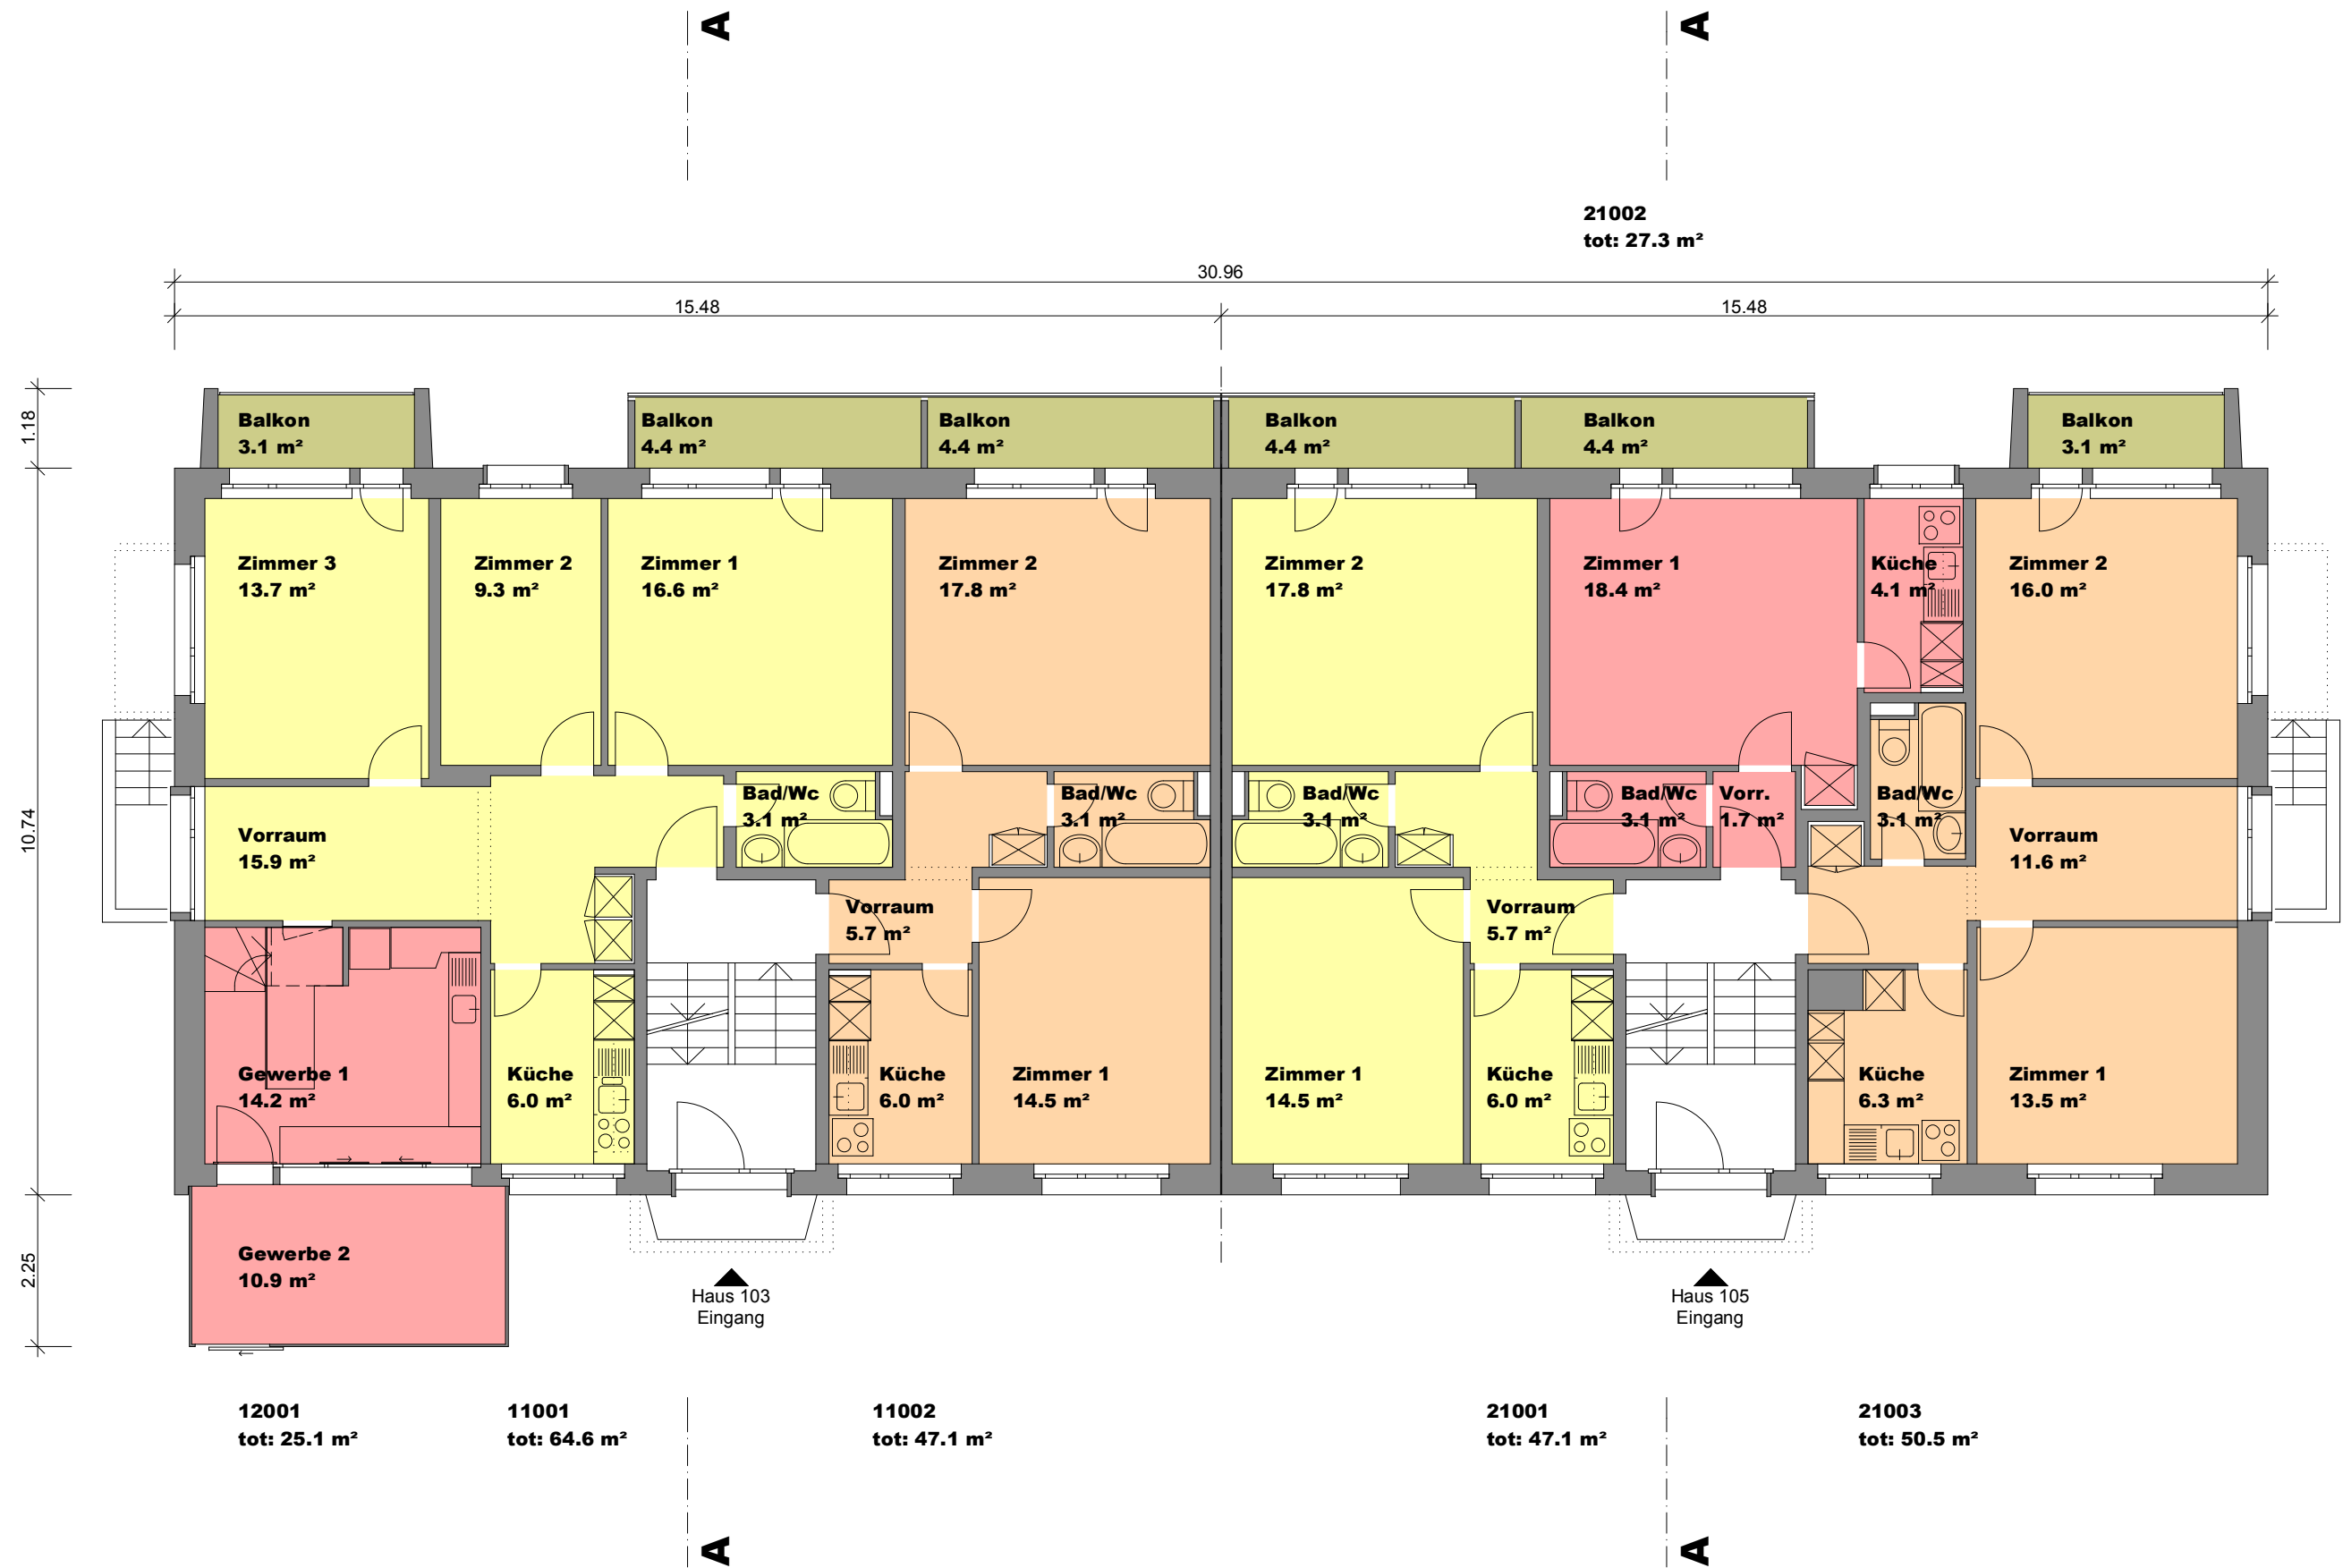 A
A
21002
tot: 27.3 m²
30.96
15.48
15.48
1.18
Balkon
3.1 m²
Balkon
4.4 m²
Balkon
4.4 m²
Balkon
4.4 m²
Balkon
4.4 m²
Balkon
3.1 m²
Zimmer 3
13.7 m²
Zimmer 2
9.3 m²
Zimmer 1
16.6 m²
Zimmer 2
17.8 m²
Zimmer 2
17.8 m²
Zimmer 1
18.4 m²
Küche
4.1 m²
Zimmer 2
16.0 m²
10.74
Vorraum
15.9 m²
Bad/Wc
3.1 m²
Bad/Wc
3.1 m²
Bad/Wc
3.1 m²
Bad/Wc
3.1 m²
Vorr.
1.7 m²
Bad/Wc
3.1 m²
Vorraum
11.6 m²
Vorraum
5.7 m²
Vorraum
5.7 m²
Gewerbe 1
14.2 m²
Küche
6.0 m²
Küche
6.0 m²
Zimmer 1
14.5 m²
Zimmer 1
14.5 m²
Küche
6.0 m²
Küche
6.3 m²
Zimmer 1
13.5 m²
2.25
Gewerbe 2
10.9 m²
Haus 103
Eingang
Haus 105
Eingang
12001
tot: 25.1 m²
11001
tot: 64.6 m²
11002
tot: 47.1 m²
21001
tot: 47.1 m²
21003
tot: 50.5 m²
A
A